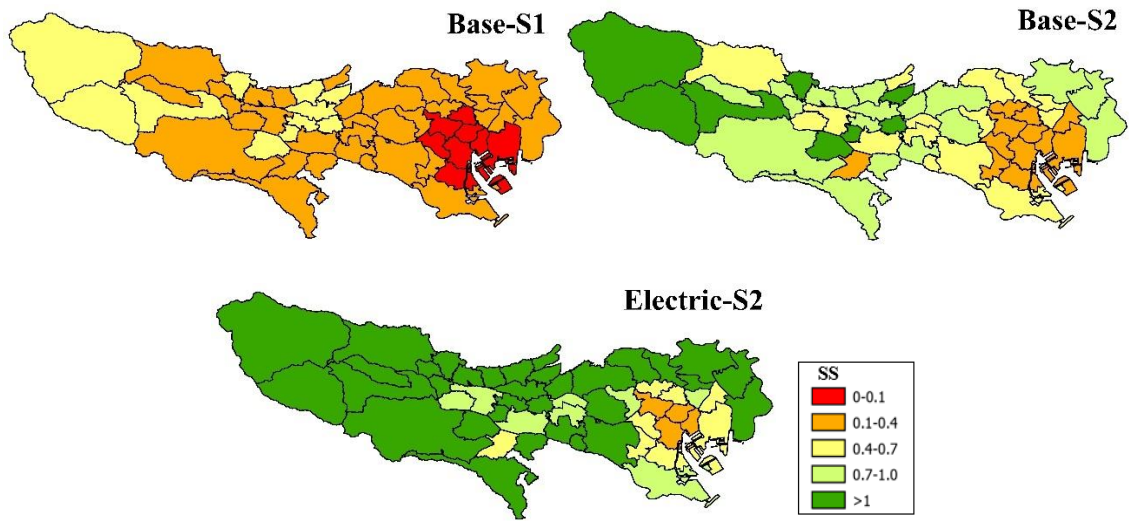 Base-S1
Base-S2
Electric-S2
SS
0-0.1
0.1-0.4
0.4-0.7
0.7-1.0
>1